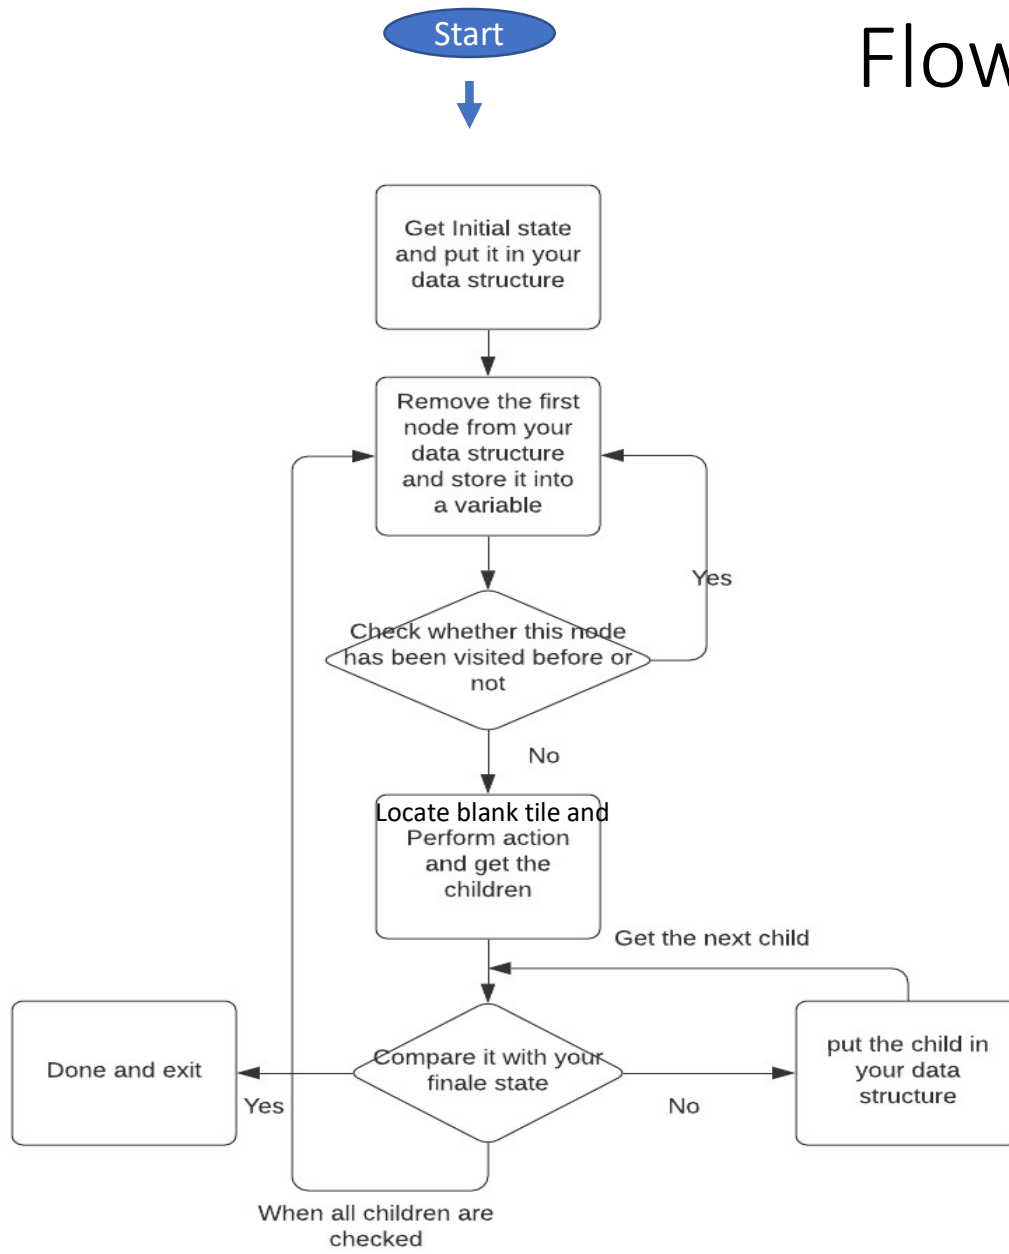 Start
Flow
Get Initial state
and put it in your
data structure
Remove the first
node from your
data structure
and store it into
a variable
Yes
Check whether this node
has been visited before or
not
No
Locate blank tile and
Perform action
and get the
children
Get the next child
Done and exit
Compare it with your
finale state
put the child in
your data
structure
Yes
No
When all children are
checked